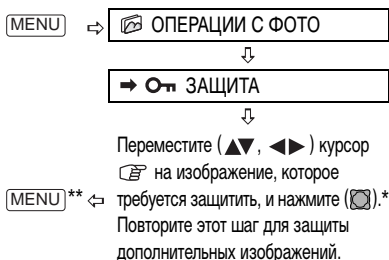 MENU ⇨ ОПЕРАЦИИ С ФОТО
➡ ЗАЩИТА
Переместите (▲▼, ◀▶) курсор
на изображение, которое
MENU ** ⇦ требуется защитить, и нажмите ( ).*
Повторите этот шаг для защиты
дополнительных изображений.